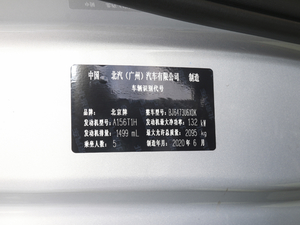 中国 北汽（广州）汽车有限公司 制造
车辆识别代号
品牌 北京牌 整车型号 BJ6473U6XDK
发动机型号 A156T1H 发动机最大净功率 132 kW
发动机排量 1499 mL 最大允许总质量 2095 kg
乘坐人数 5 制造年月 2020 年 6 月